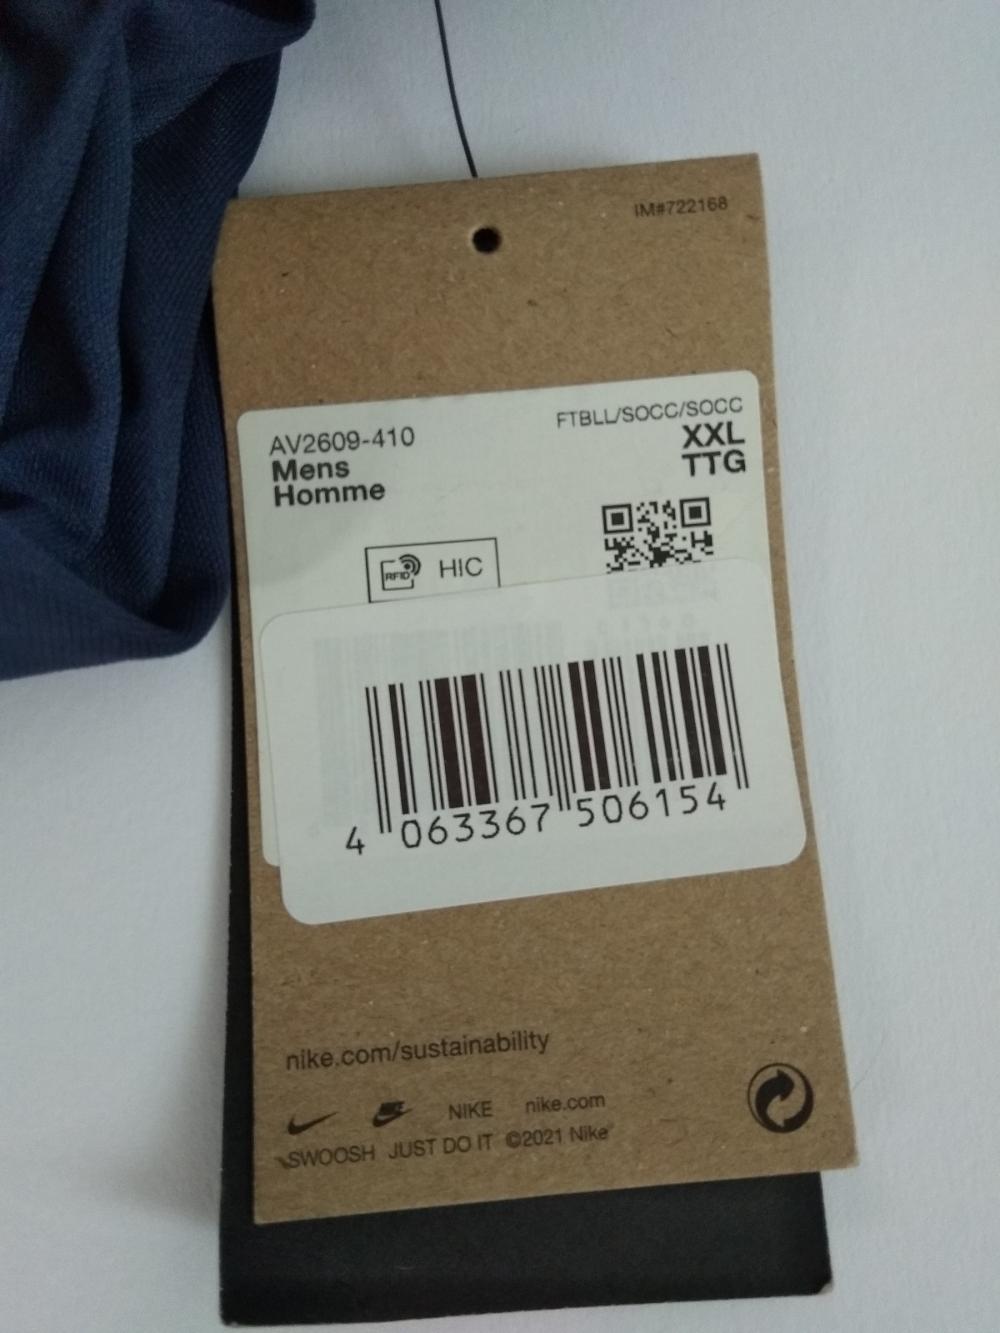 IM#722168
AV2609-410
FTBLL/SOCC/SOCC
Mens
XXL
Homme
TTG
RFID HIC
4 063367 506154
nike.com/sustainability
NIKE nike.com
SWOOSH JUST DO IT ©2021 Nike